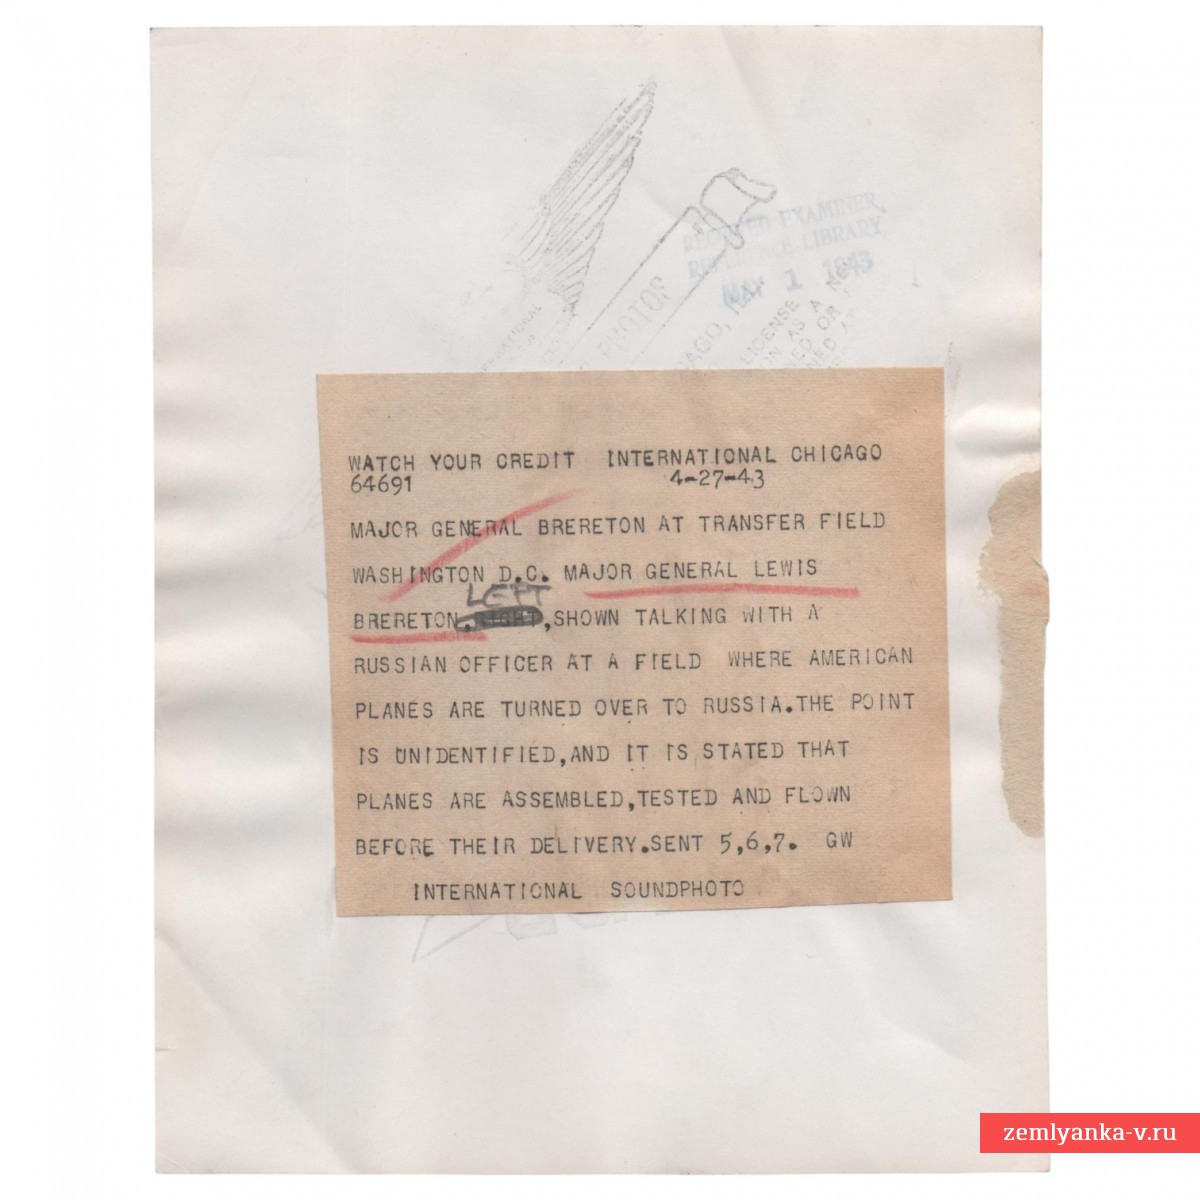 PHOTOS
RECEIVED EXAMINER
REFERENCE LIBRARY
MAY 1 1943
LICENSE
AS A
WATCH YOUR CREDIT INTERNATIONAL CHICAGO
64691 4-27-43
MAJOR GENERAL BRERETON AT TRANSFER FIELD
WASHINGTON D.C. MAJOR GENERAL LEWIS
LEFT
BRERETON,RIGHT,SHOWN TALKING WITH A
RUSSIAN OFFICER AT A FIELD WHERE AMERICAN
PLANES ARE TURNED OVER TO RUSSIA.THE POINT
IS UNIDENTIFIED,AND IT IS STATED THAT
PLANES ARE ASSEMBLED,TESTED AND FLOWN
BEFORE THEIR DELIVERY.SENT 5,6,7. GW
INTERNATIONAL SOUNDPHOTO
zemlyanka-v.ru